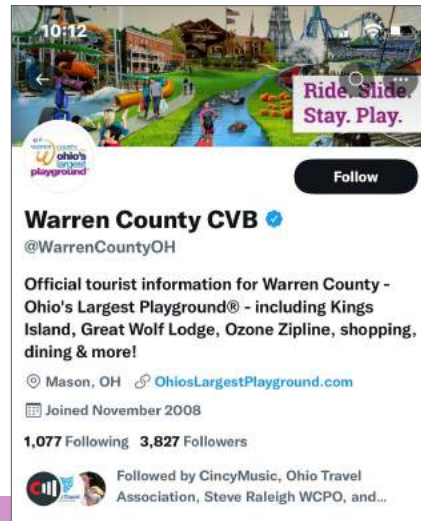 10:12
Ride. Slide.
Stay. Play.
warren county
ohio's
largest
playground
Follow
Warren County CVB
@WarrenCountyOH
Official tourist information for Warren County -
Ohio's Largest Playground® - including Kings
Island, Great Wolf Lodge, Ozone Zipline, shopping,
dining & more!
Mason, OH OhiosLargestPlayground.com
Joined November 2008
1,077 Following 3,827 Followers
Followed by CincyMusic, Ohio Travel
Association, Steve Raleigh WCPO, and...